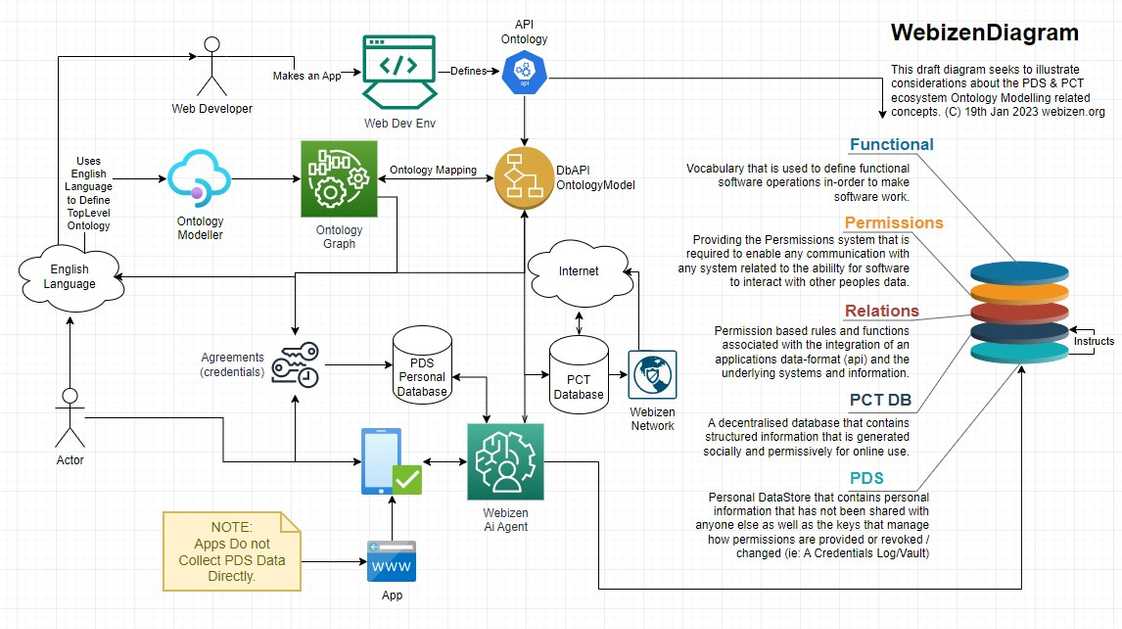 WebizenDiagram
This draft diagram seeks to illustrate
considerations about the PDS & PCT
ecosystem Ontology Modelling related
concepts. (C) 19th Jan 2023 webizen.org
API
Ontology
api
Makes an App
Defines
Web Developer
Web Dev Env
Uses
English
Language
to Define
TopLevel
Ontology
Ontology
Modeller
Ontology
Graph
Ontology Mapping
DbAPI
OntologyModel
English
Language
Internet
Agreements
(credentials)
PDS
Personal
Database
PCT
Database
Webizen
Network
Actor
Webizen
Ai Agent
NOTE:
Apps Do not
Collect PDS Data
Directly.
WWW
App
Functional
Vocabulary that is used to define functional
software operations in-order to make
software work.
Permissions
Providing the Persmissions system that is
required to enable any communication with
any system related to the abilility for software
to interact with other peoples data.
Relations
Permission based rules and functions
associated with the integration of an
applications data-format (api) and the
underlying systems and information.
Instructs
PCT DB
A decentralised database that contains
structured information that is generated
socially and permissively for online use.
PDS
Personal DataStore that contains personal
information that has not been shared with
anyone else as well as the keys that manage
how permissions are provided or revoked /
changed (ie: A Credentials Log/Vault)